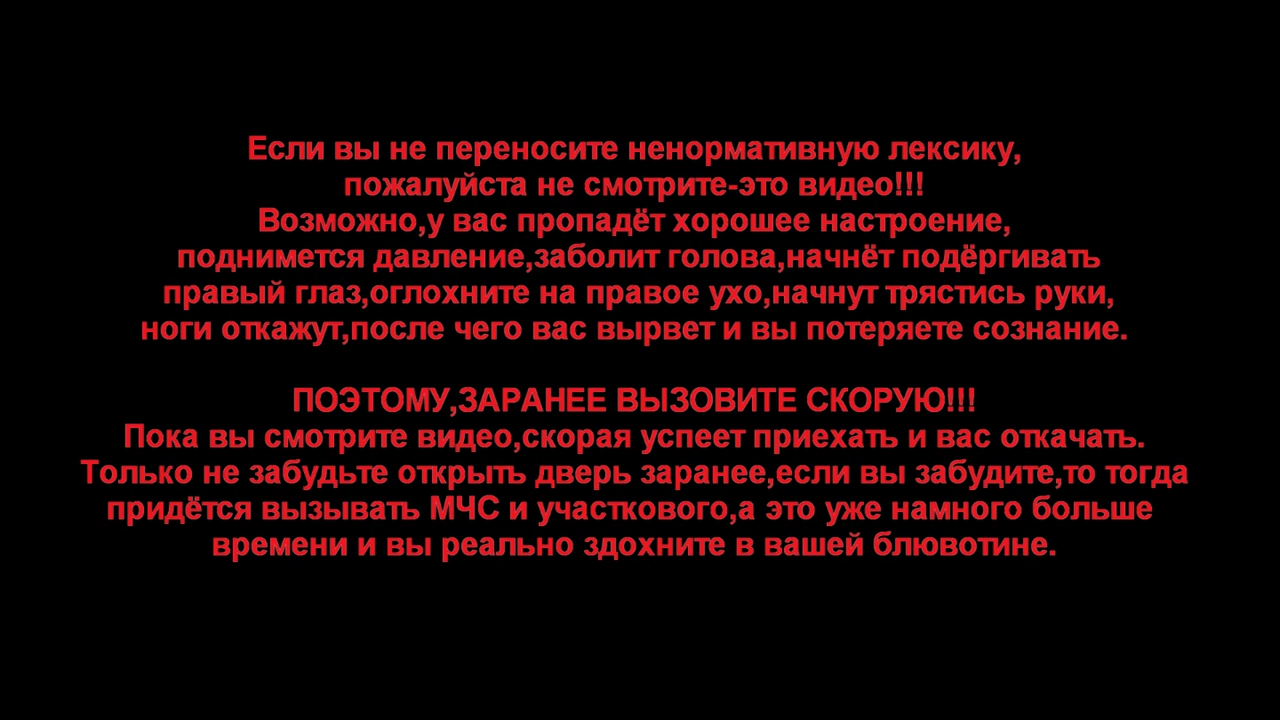 Если вы не переносите ненормативную лексику,
пожалуйста не смотрите-это видео!!!
Возможно,у вас пропадёт хорошее настроение,
поднимется давление,заболит голова,начнёт подёргивать
правый глаз,оглохните на правое ухо,начнут трястись руки,
ноги откажут,после чего вас вырвет и вы потеряете сознание.
ПОЭТОМУ,ЗАРАНЕЕ ВЫЗОВИТЕ СКОРУЮ!!!
Пока вы смотрите видео,скорая успеет приехать и вас откачать.
Только не забудьте открыть дверь заранее,если вы забудите,то тогда
придётся вызывать МЧС и участкового,а это уже намного больше
времени и вы реально здохните в вашей блювотине.